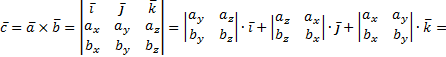 c̄ = ā × b̄ = |ī j̄ k̄; a_x a_y a_z; b_x b_y b_z| = |a_y a_z; b_y b_z| · ī + |a_z a_x; b_z b_x| · j̄ + |a_x a_y; b_x b_y| · k̄ =